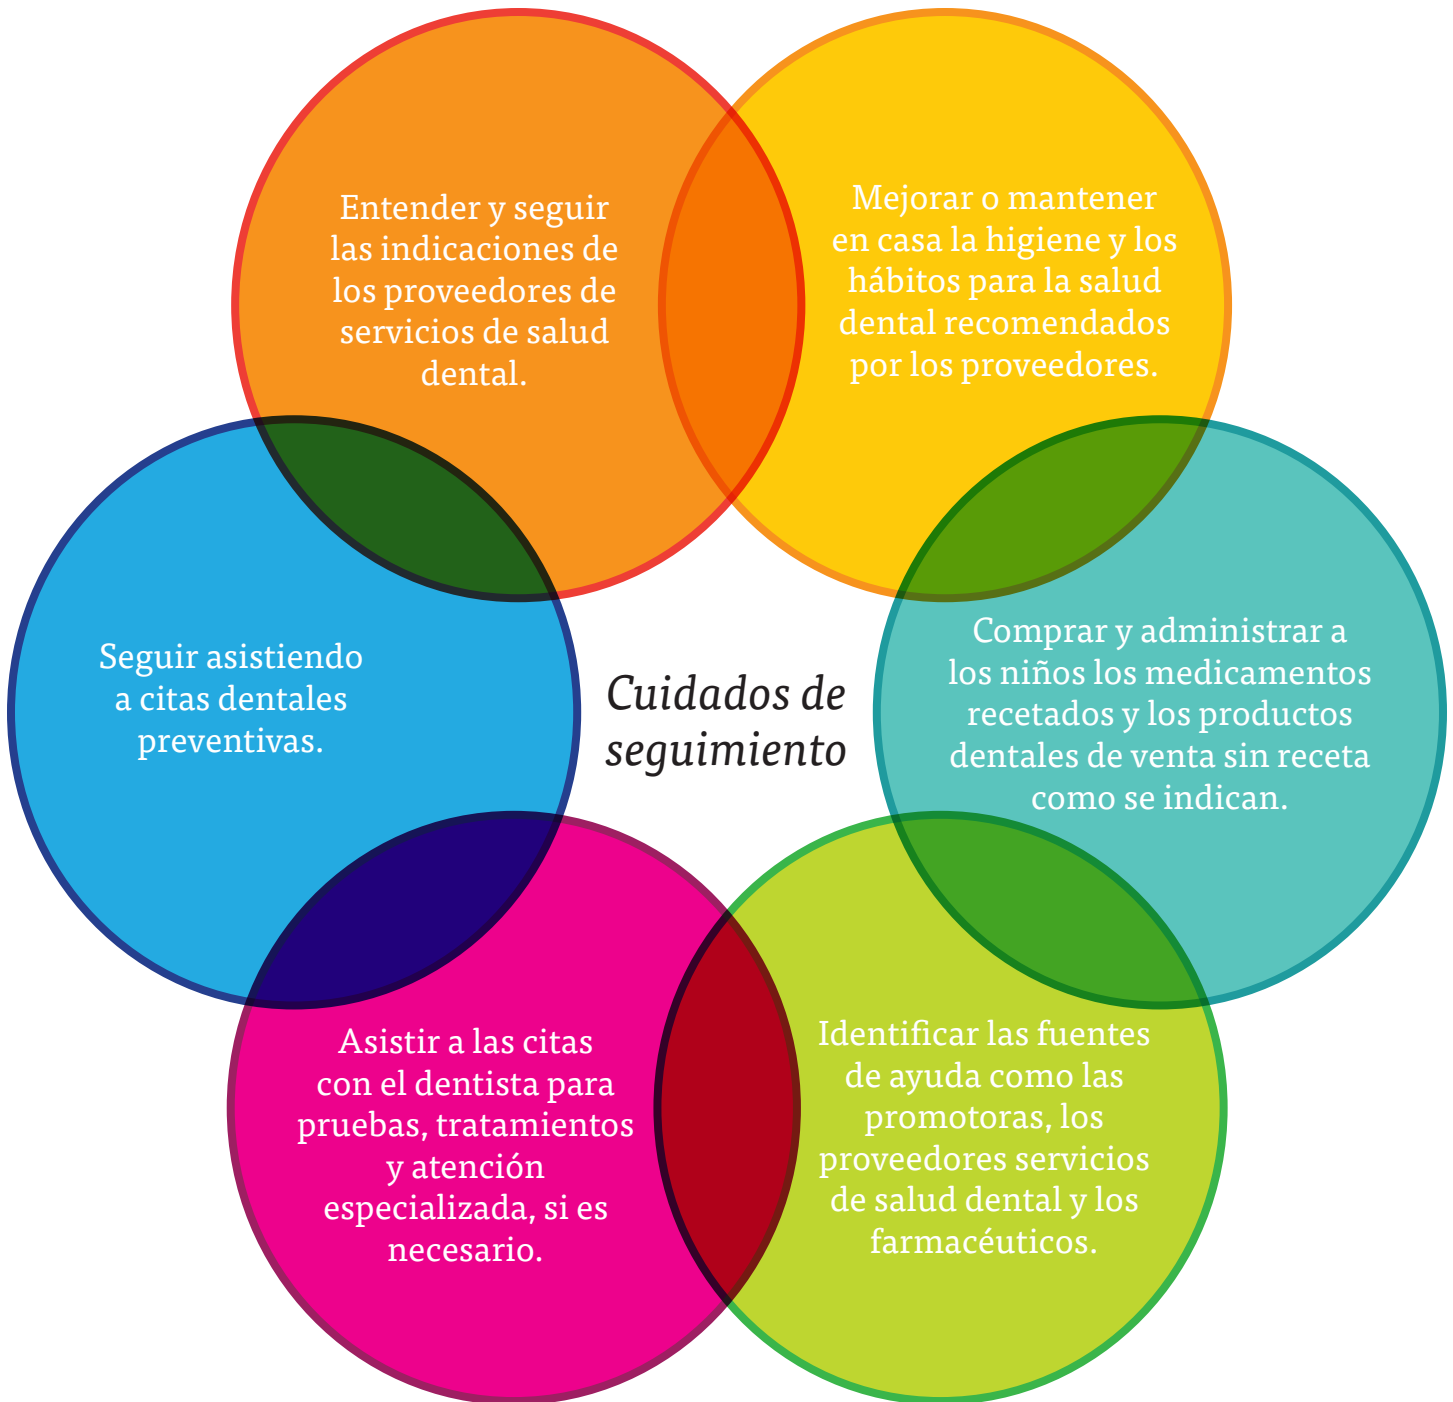 Entender y seguir
las indicaciones de
los proveedores de
servicios de salud
dental.
Mejorar o mantener
en casa la higiene y los
hábitos para la salud
dental recomendados
por los proveedores.
Seguir asistiendo
a citas dentales
preventivas.
Cuidados de
seguimiento
Comprar y administrar a
los niños los medicamentos
recetados y los productos
dentales de venta sin receta
como se indican.
Asistir a las citas
con el dentista para
pruebas, tratamientos
y atención
especializada, si es
necesario.
Identificar las fuentes
de ayuda como las
promotoras, los
proveedores servicios
de salud dental y los
farmacéuticos.